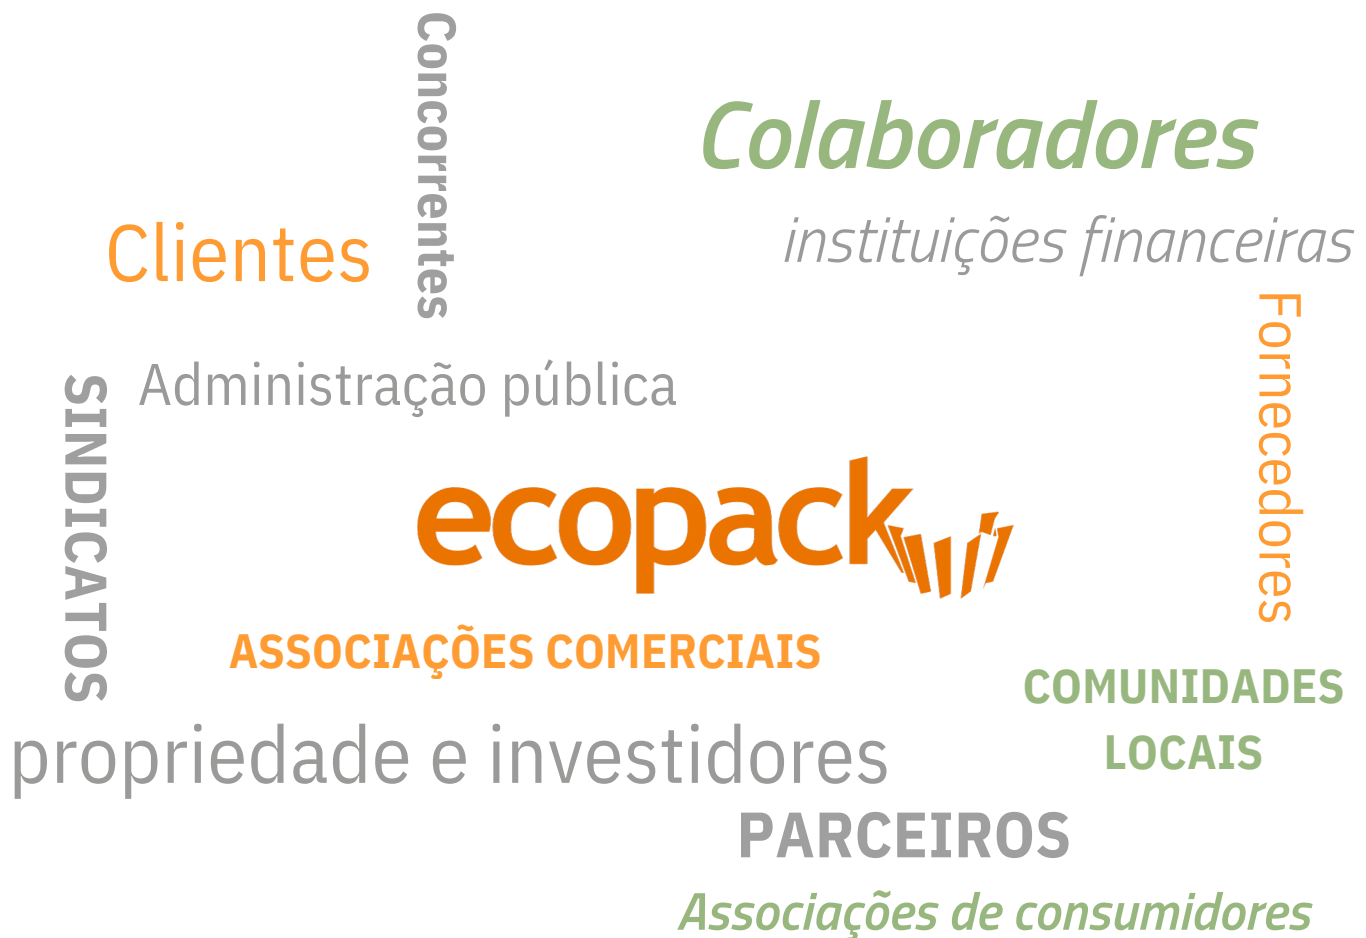 Concorrentes
Colaboradores
Clientes
instituições financeiras
Fornecedores
Administração pública
SINDICATOS
ecopack
ASSOCIAÇÕES COMERCIAIS
COMUNIDADES
LOCAIS
propriedade e investidores
PARCEIROS
Associações de consumidores